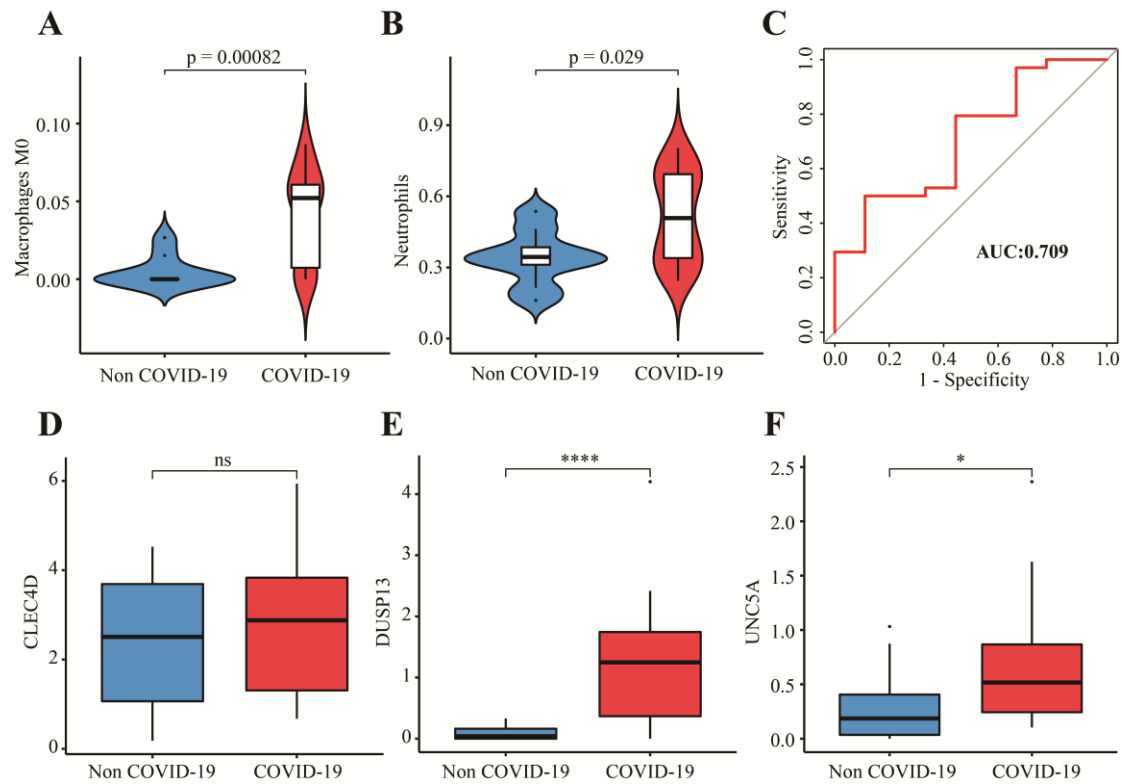 A
p = 0.00082
Macrophages M0
0.10
0.05
0.00
Non COVID-19
COVID-19
B
p = 0.029
Neutrophils
0.9
0.6
0.3
0.0
Non COVID-19
COVID-19
C
Sensitivity
1.0
0.8
0.6
0.4
0.2
0.0
AUC:0.709
0.0
0.2
0.4
0.6
0.8
1.0
1 - Specificity
D
ns
CLEC4D
6
4
2
0
Non COVID-19
COVID-19
E
****
DUSP13
4
3
2
1
0
Non COVID-19
COVID-19
F
*
UNC5A
2.5
2.0
1.5
1.0
0.5
0.0
Non COVID-19
COVID-19